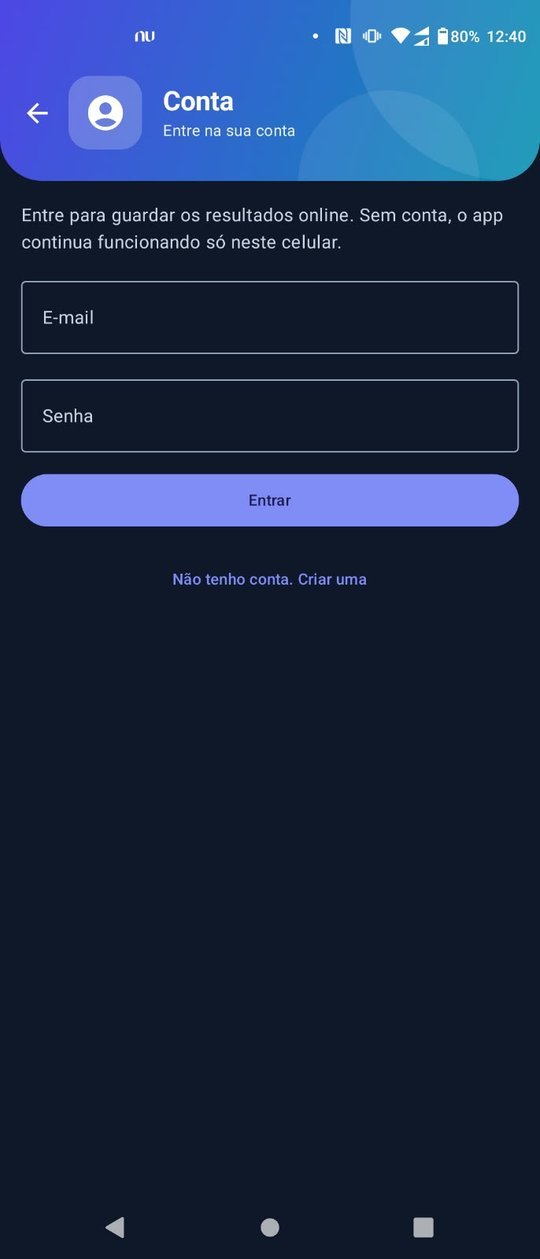 nu 80% 12:40
Conta
Entre na sua conta
Entre para guardar os resultados online. Sem conta, o app
continua funcionando só neste celular.
E-mail
Senha
Entrar
Não tenho conta. Criar uma